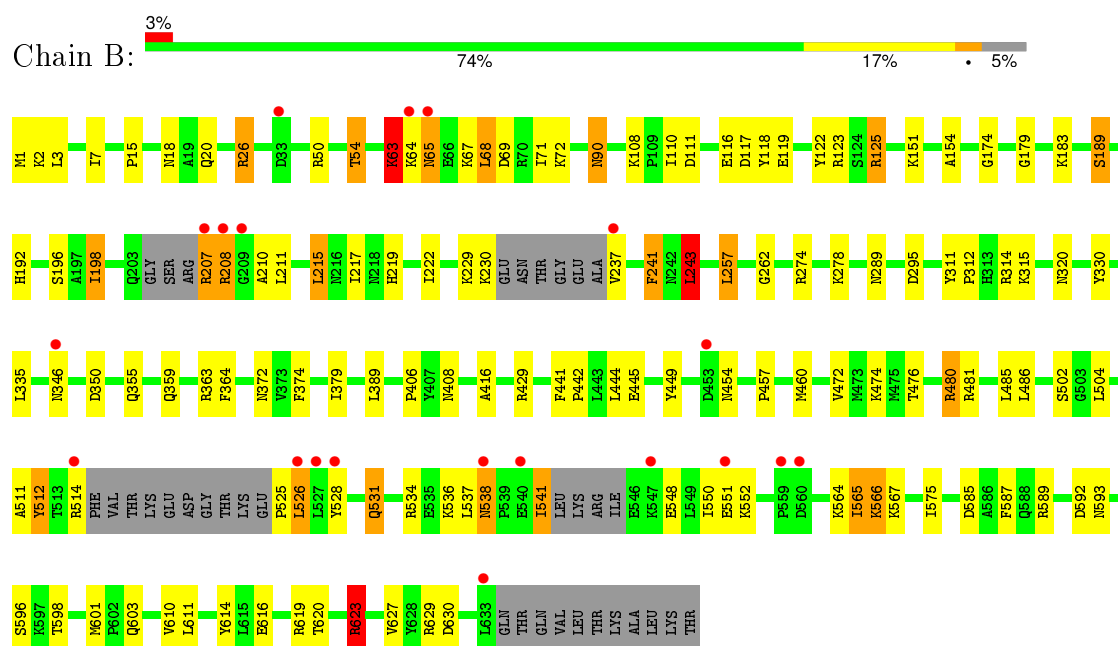 3%
Chain B:
74% 17% • 5%
M1 K2 L3 I7 P15 N18 A19 Q20 R26 D33 R50 T54 K63 K64 N65 E66 K67 L68 D69 R70 I71 K72 N90 K108 P109 I110 D111 E116 D117 Y118 E119 Y122 R123 S124 R125 K151 A154 G174 G179 K183 S189
H192 S196 A197 I198 Q203 GLY SER ARG R207 R208 G209 A210 L211 L215 N216 I217 N218 H219 I222 K229 K230 GLU ASN THR GLY GLU ALA V237 F241 N242 L243 L257 G262 R274 K278 N289 D295 Y311 P312 H313 R314 K315 N320 Y330
L335 N346 D350 Q355 Q359 R363 F364 N372 V373 F374 I379 L389 P406 Y407 N408 A416 R429 F441 P442 L443 L444 E445 Y449 D453 N454 P457 M460 V472 M473 K474 M475 T476 R480 R481 L485 L486 S502 G503 L504
A511 Y512 T513 R514 PHE VAL THR LYS GLU ASP GLY THR LYS GLU P525 L526 L527 Y528 Q531 R534 E535 K536 L537 N538 P539 E540 I541 LEU LYS ARG ILE E546 K547 E548 L549 I550 E551 K552 P559 D560 K564 I565 K566 K567 I575 D585 A586 F587 Q588 R589 D592 N593
S596 K597 T598 M601 P602 Q603 V610 L611 Y614 L615 E616 R619 T620 R623 V627 Y628 R629 D630 L633 GLN THR GLN VAL LEU THR LYS ALA LEU LYS THR